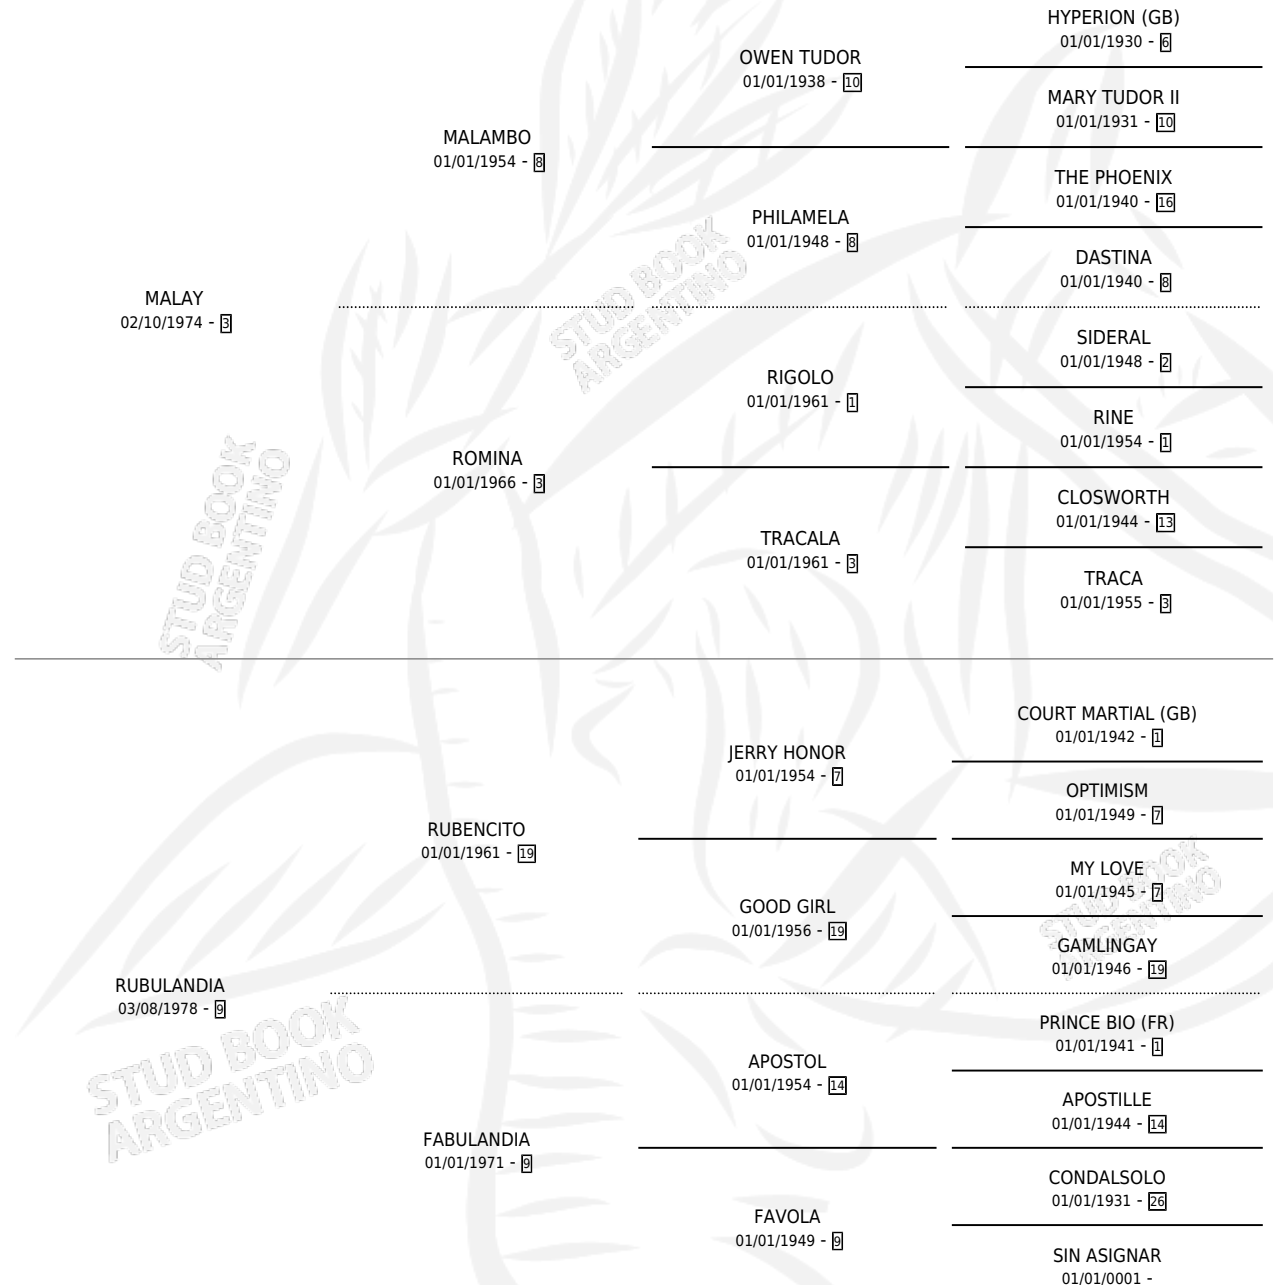 HYPERION (GB)
01/01/1930 - 6
OWEN TUDOR
01/01/1938 - 10
MARY TUDOR II
01/01/1931 - 10
MALAMBO
01/01/1954 - 8
THE PHOENIX
01/01/1940 - 16
PHILAMELA
01/01/1948 - 8
DASTINA
01/01/1940 - 8
MALAY
02/10/1974 - 3
STUD BOOK
ARGENTINO
SIDERAL
01/01/1948 - 2
RIGOLO
01/01/1961 - 1
RINE
01/01/1954 - 1
ROMINA
01/01/1966 - 3
CLOSWORTH
01/01/1944 - 13
TRACALA
01/01/1961 - 3
TRACA
01/01/1955 - 3
STUD BOOK
ARGENTINO
COURT MARTIAL (GB)
01/01/1942 - 1
JERRY HONOR
01/01/1954 - 7
OPTIMISM
01/01/1949 - 7
RUBENCITO
01/01/1961 - 19
MY LOVE
01/01/1945 - 7
STUD BOOK
ARGENTINO
GOOD GIRL
01/01/1956 - 19
GAMLINGAY
01/01/1946 - 19
RUBULANDIA
03/08/1978 - 9
STUD BOOK
ARGENTINO
PRINCE BIO (FR)
01/01/1941 - 1
APOSTOL
01/01/1954 - 14
APOSTILLE
01/01/1944 - 14
FABULANDIA
01/01/1971 - 9
CONDALSOLO
01/01/1931 - 26
FAVOLA
01/01/1949 - 9
SIN ASIGNAR
01/01/0001 -